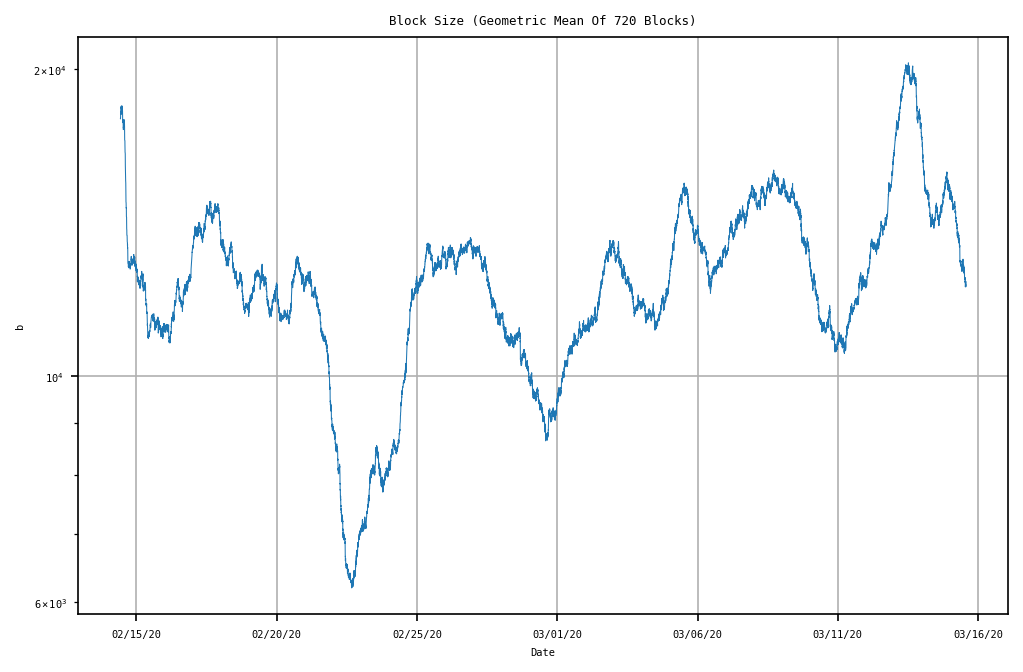 Block Size (Geometric Mean Of 720 Blocks)
2×10⁴
10⁴
6×10³
b
02/15/20 02/20/20 02/25/20 03/01/20 03/06/20 03/11/20 03/16/20
Date